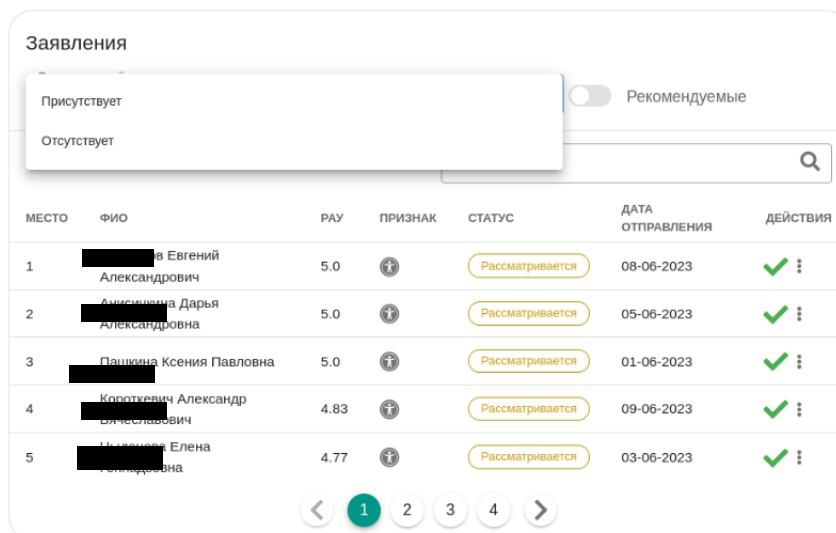 Заявления
Присутствует
Отсутствует
Рекомендуемые
МЕСТО ФИО РАУ ПРИЗНАК СТАТУС ДАТА ОТПРАВЛЕНИЯ ДЕЙСТВИЯ
1 Евгений Александрович 5.0 Рассматривается 08-06-2023
2 Дарья Александровна 5.0 Рассматривается 05-06-2023
3 Пашкина Ксения Павловна 5.0 Рассматривается 01-06-2023
4 Короткевич Александр 4.83 Рассматривается 09-06-2023
5 Елена 4.77 Рассматривается 03-06-2023
1 2 3 4